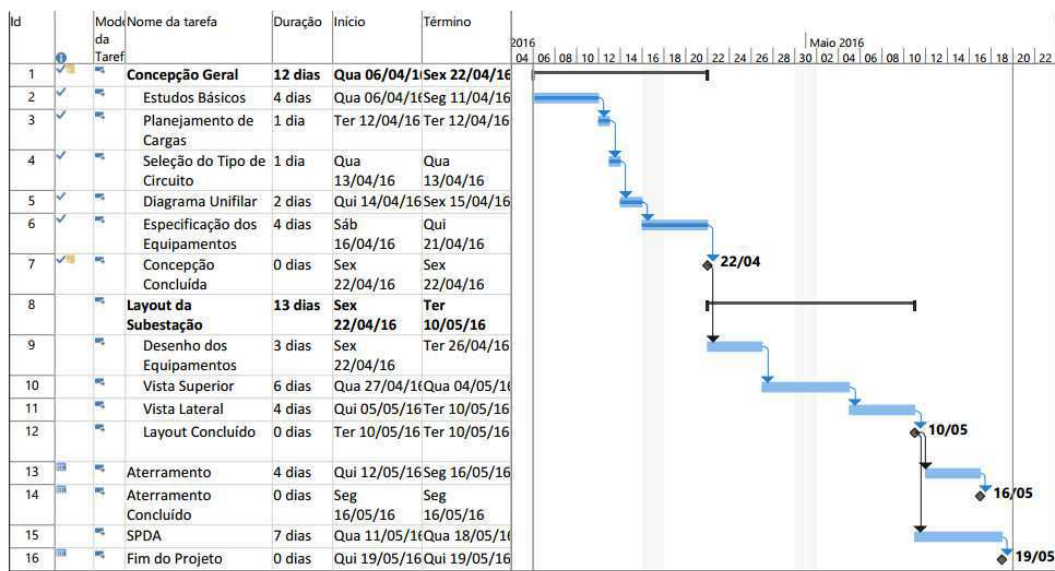 Id Modo da Taref Nome da tarefa Duração Início Término
2016 Maio 2016
04 06 08 10 12 14 16 18 20 22 24 26 28 30 02 04 06 08 10 12 14 16 18 20 22
1 Concepção Geral 12 dias Qua 06/04/16 Sex 22/04/16
2 Estudos Básicos 4 dias Qua 06/04/16 Seg 11/04/16
3 Planejamento de Cargas 1 dia Ter 12/04/16 Ter 12/04/16
4 Seleção do Tipo de Circuito 1 dia Qua 13/04/16 Qua 13/04/16
5 Diagrama Unifilar 2 dias Qui 14/04/16 Sex 15/04/16
6 Especificação dos Equipamentos 4 dias Sáb 16/04/16 Qui 21/04/16
7 Concepção Concluída 0 dias Sex 22/04/16 Sex 22/04/16 22/04
8 Layout da Subestação 13 dias Sex 22/04/16 Ter 10/05/16
9 Desenho dos Equipamentos 3 dias Sex 22/04/16 Ter 26/04/16
10 Vista Superior 6 dias Qua 27/04/16 Qua 04/05/16
11 Vista Lateral 4 dias Qui 05/05/16 Ter 10/05/16
12 Layout Concluído 0 dias Ter 10/05/16 Ter 10/05/16 10/05
13 Aterramento 4 dias Qui 12/05/16 Seg 16/05/16
14 Aterramento Concluído 0 dias Seg 16/05/16 Seg 16/05/16 16/05
15 SPDA 7 dias Qua 11/05/16 Qua 18/05/16
16 Fim do Projeto 0 dias Qui 19/05/16 Qui 19/05/16 19/05